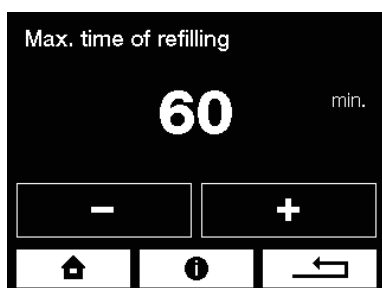 Max. time of refilling
60 min.
− +